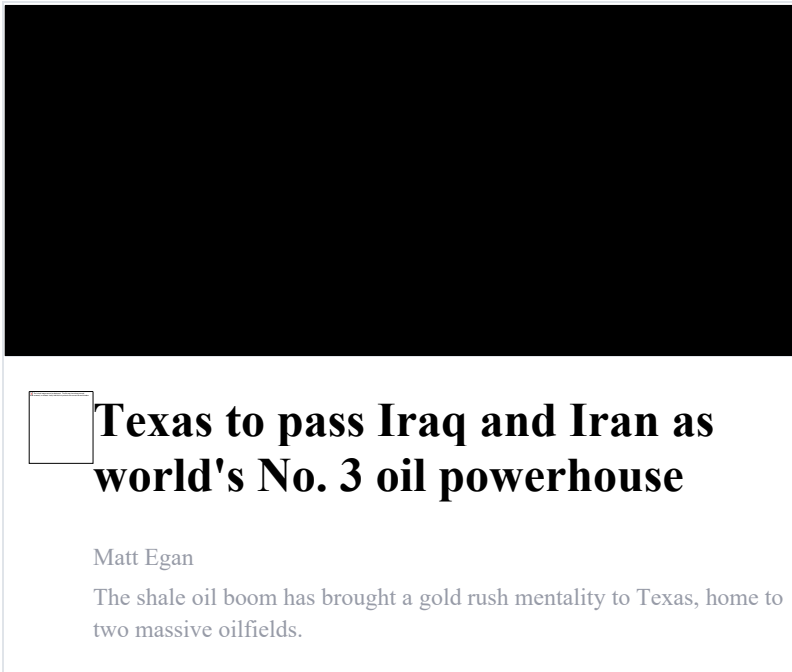 Texas to pass Iraq and Iran as
world's No. 3 oil powerhouse
Matt Egan
The shale oil boom has brought a gold rush mentality to Texas, home to
two massive oilfields.